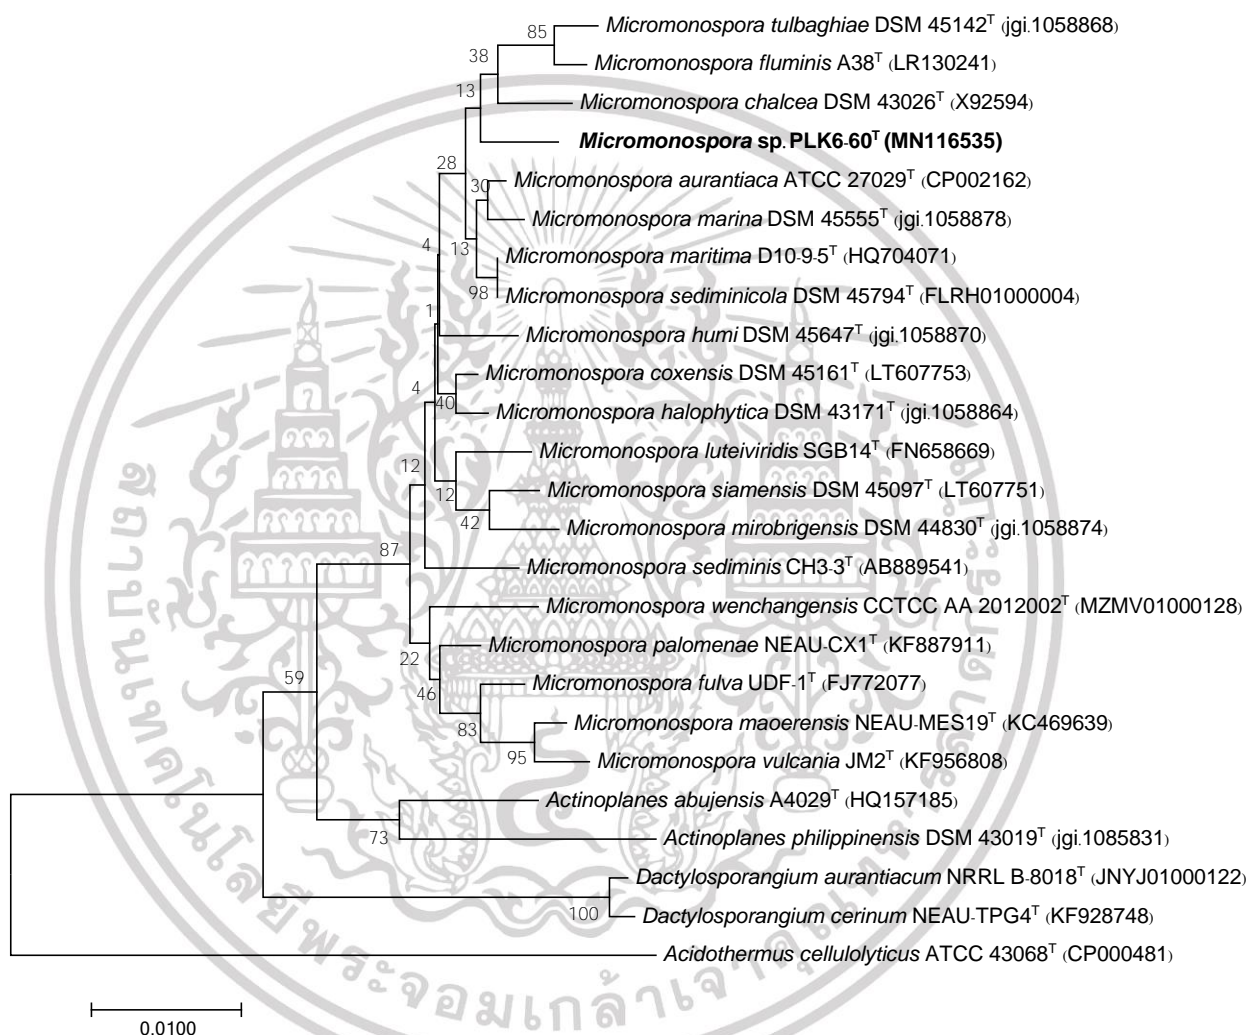 85
Micromonospora tulbaghiae DSM 45142T (jgi.1058868)
38
Micromonospora fluminis A38T (LR130241)
13
Micromonospora chalcea DSM 43026T (X92594)
Micromonospora sp. PLK6-60T (MN116535)
28
30
Micromonospora aurantiaca ATCC 27029T (CP002162)
Micromonospora marina DSM 45555T (jgi.1058878)
4
13
Micromonospora maritima D10-9-5T (HQ704071)
98
Micromonospora sediminicola DSM 45794T (FLRH01000004)
1
Micromonospora humi DSM 45647T (jgi.1058870)
Micromonospora coxensis DSM 45161T (LT607753)
4
40
Micromonospora halophytica DSM 43171T (jgi.1058864)
Micromonospora luteiviridis SGB14T (FN658669)
12
12
Micromonospora siamensis DSM 45097T (LT607751)
42
Micromonospora mirobrigensis DSM 44830T (jgi.1058874)
87
Micromonospora sediminis CH3-3T (AB889541)
Micromonospora wenchangensis CCTCC AA 2012002T (MZMV01000128)
22
Micromonospora palomenae NEAU-CX1T (KF887911)
59
46
Micromonospora fulva UDF-1T (FJ772077)
83
Micromonospora maoerensis NEAU-MES19T (KC469639)
95
Micromonospora vulcania JM2T (KF956808)
Actinoplanes abujensis A4029T (HQ157185)
73
Actinoplanes philippinensis DSM 43019T (jgi.1085831)
Dactylosporangium aurantiacum NRRL B-8018T (JNYJ01000122)
100
Dactylosporangium cerinum NEAU-TPG4T (KF928748)
Acidothermus cellulolyticus ATCC 43068T (CP000481)
0.0100